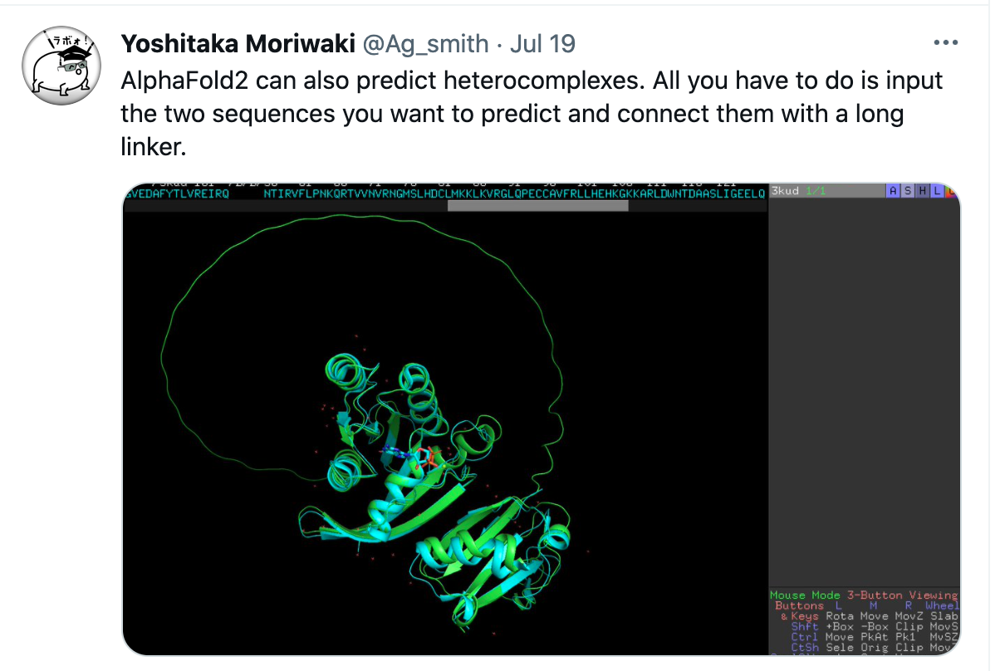 ラボォ!
Yoshitaka Moriwaki @Ag_smith · Jul 19
AlphaFold2 can also predict heterocomplexes. All you have to do is input
the two sequences you want to predict and connect them with a long
linker.
GVEDAFYTLVREIRQ NTIRVFLPNKQRTVVNVRNGMSLHDCLMKKLKVRGLQPECCAVFRLLHEHKGKKARLDWNTDAASLIGEELQ
3kud 1/1 A S H L
Mouse Mode 3-Button Viewing
Buttons L M R Wheel
& Keys Rota Move MovZ Slab
Shft +Box -Box Clip MovS
Ctrl Move PkAt Pk1 MvSZ
CtSh Sele Orig Clip MovZ